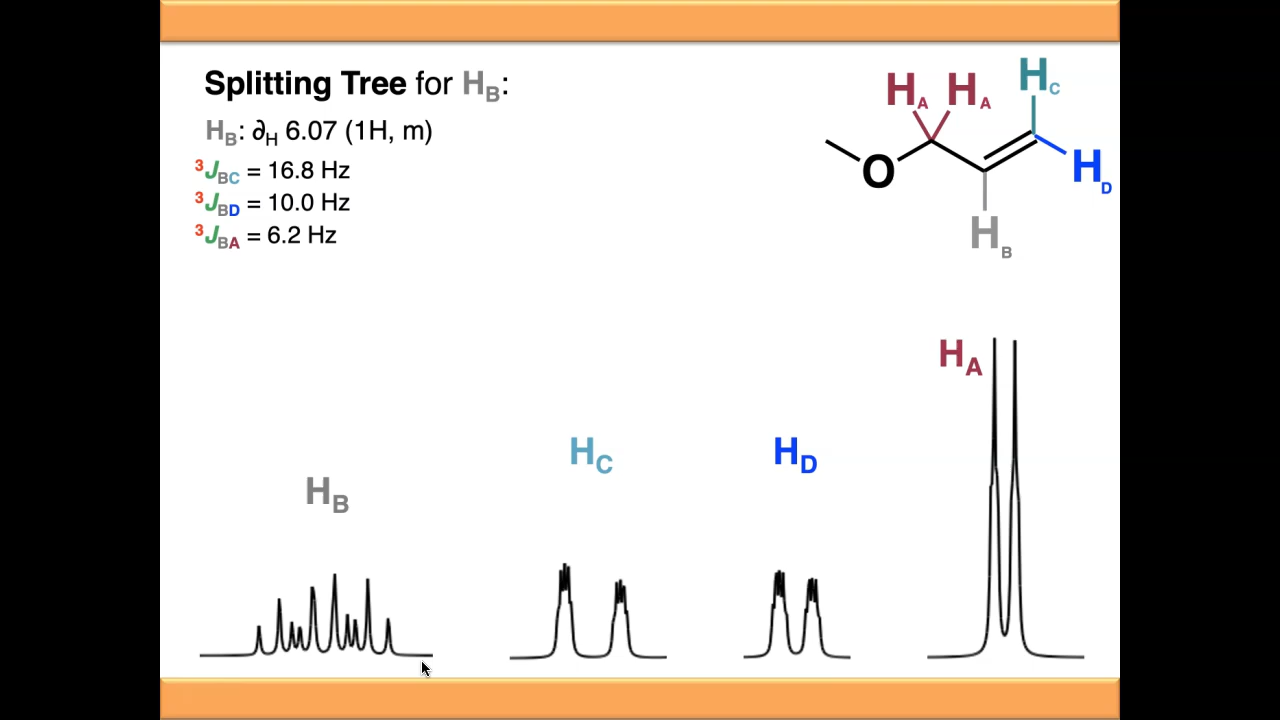 Splitting Tree for HB:
HB: ∂H 6.07 (1H, m)
3JBC = 16.8 Hz
3JBD = 10.0 Hz
3JBA = 6.2 Hz
HA HA HC
O HD
HB
HA
HC HD
HB